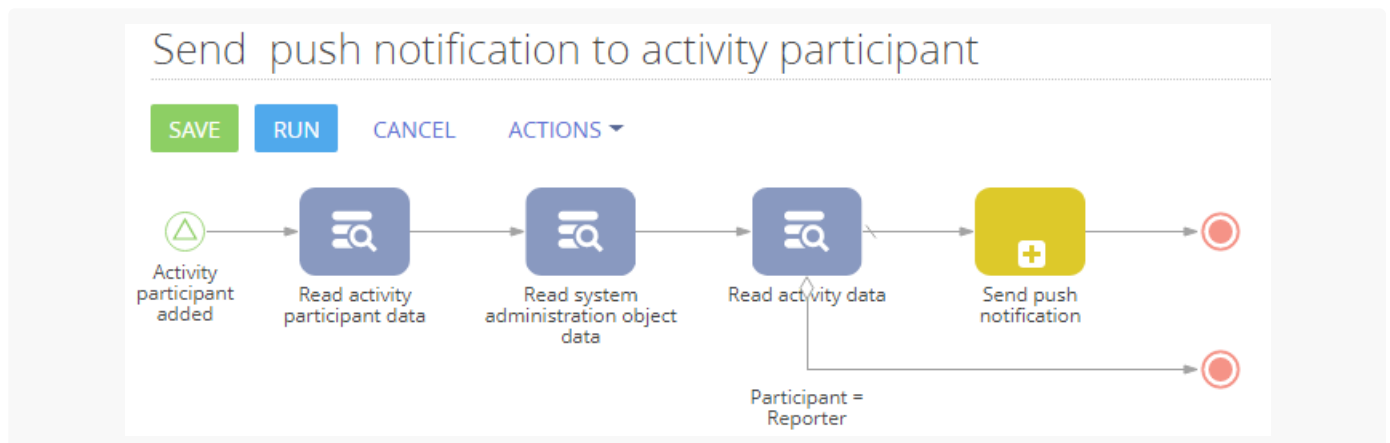 Send  push notification to activity participant
SAVE
RUN
CANCEL
ACTIONS
Activity
participant
added
Read activity
participant data
Read system
administration object
data
Read activity data
Send push
notification
Participant =
Reporter